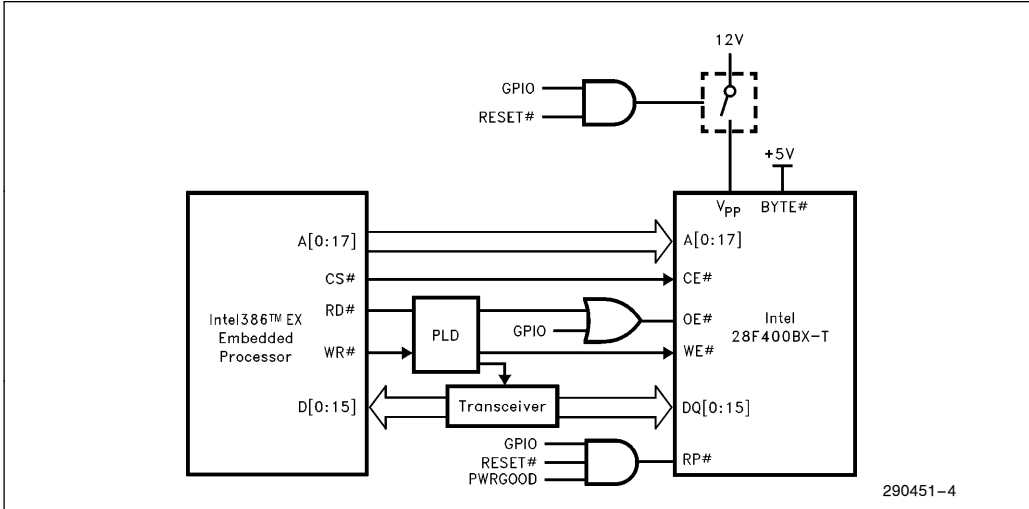 12V
GPIO
RESET#
+5V
VPP BYTE#
A[0:17]
A[0:17]
CS#
CE#
RD#
Intel386™ EX
Embedded
Processor
PLD
GPIO
OE#
Intel
28F400BX-T
WR#
WE#
D[0:15]
Transceiver
DQ[0:15]
GPIO
RESET#
PWRGOOD
RP#
290451-4